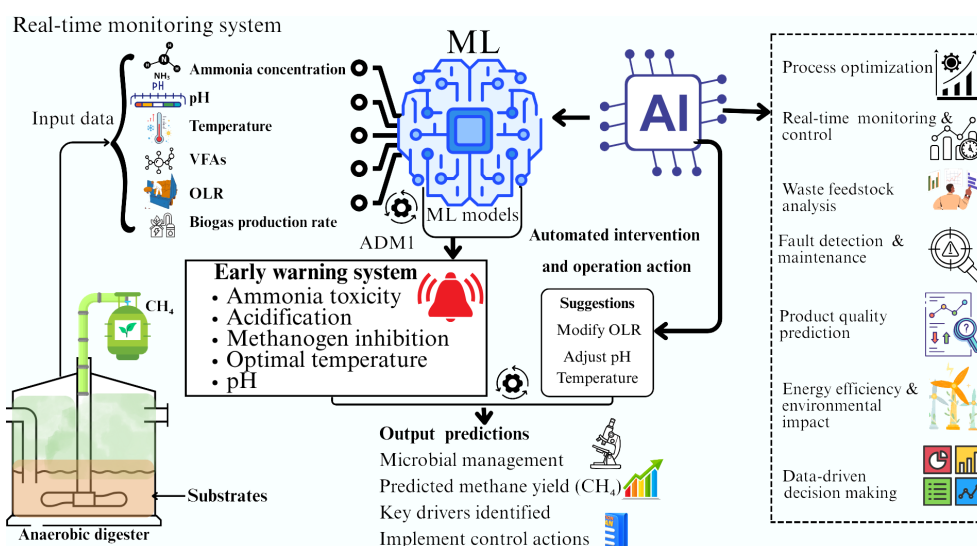 Real-time monitoring system
Input data
NH3
PH
Ammonia concentration
pH
Temperature
VFAs
OLR
Biogas production rate
ML
ML models
ADM1
AI
Early warning system
• Ammonia toxicity
• Acidification
• Methanogen inhibition
• Optimal temperature
• pH
Automated intervention
and operation action
Suggestions
Modify OLR
Adjust pH
Temperature
CH4
Substrates
Anaerobic digester
Output predictions
Microbial management
Predicted methane yield (CH4)
Key drivers identified
Implement control actions
Process optimization
Real-time monitoring &
control
Waste feedstock
analysis
Fault detection &
maintenance
Product quality
prediction
Energy efficiency &
environmental
impact
Data-driven
decision making